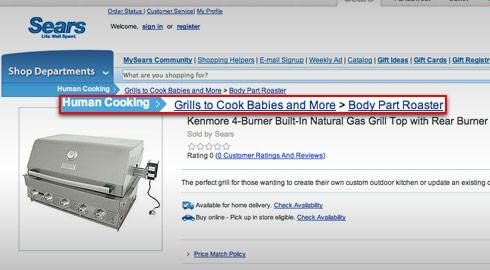 Sears
Order Status | Customer Service | My Profile
Sears
Life. Well Spent.
Welcome, sign in or register
MySears Community | Shopping Helpers | E-mail Signup | Weekly Ad | Catalog | Gift Ideas | Gift Cards | Gift Registr
Shop Departments
What are you shopping for?
Human Cooking Grills to Cook Babies and More > Body Part Roaster
Human Cooking Grills to Cook Babies and More > Body Part Roaster
Kenmore 4-Burner Built-In Natural Gas Grill Top with Rear Burner
Sold by Sears
Rating 0 (0 Customer Ratings And Reviews)
The perfect grill for those wanting to create their own custom outdoor kitchen or update an existing o
Available for home delivery. Check Availability
Buy online - Pick up in store eligible. Check Availability
Price Match Policy